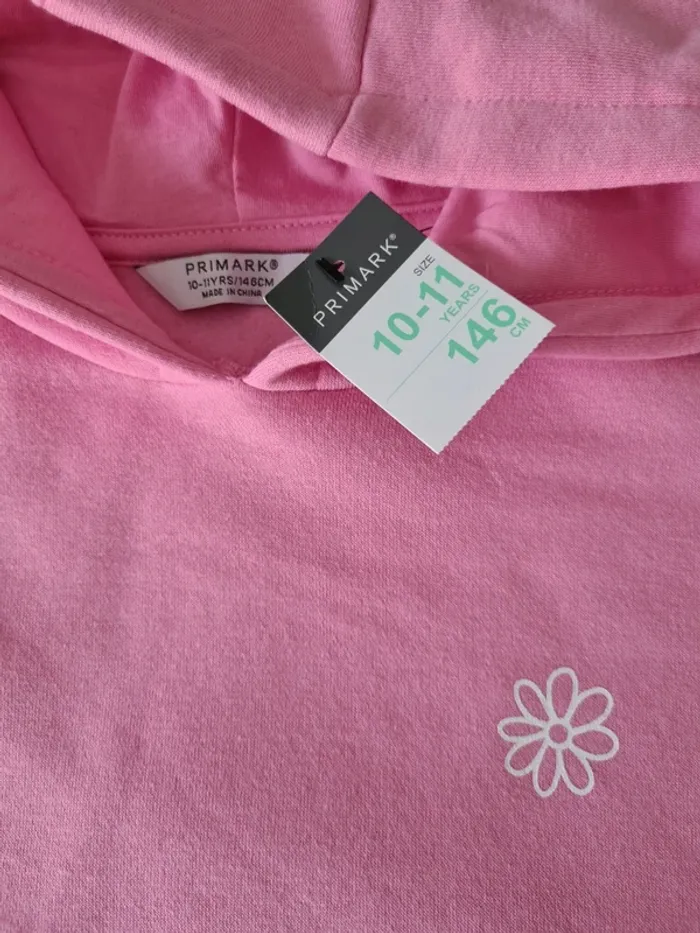 PRIMARK®
10-11YRS/146CM
MADE IN CHINA
PRIMARK®
SIZE
10-11
YEARS
146
CM